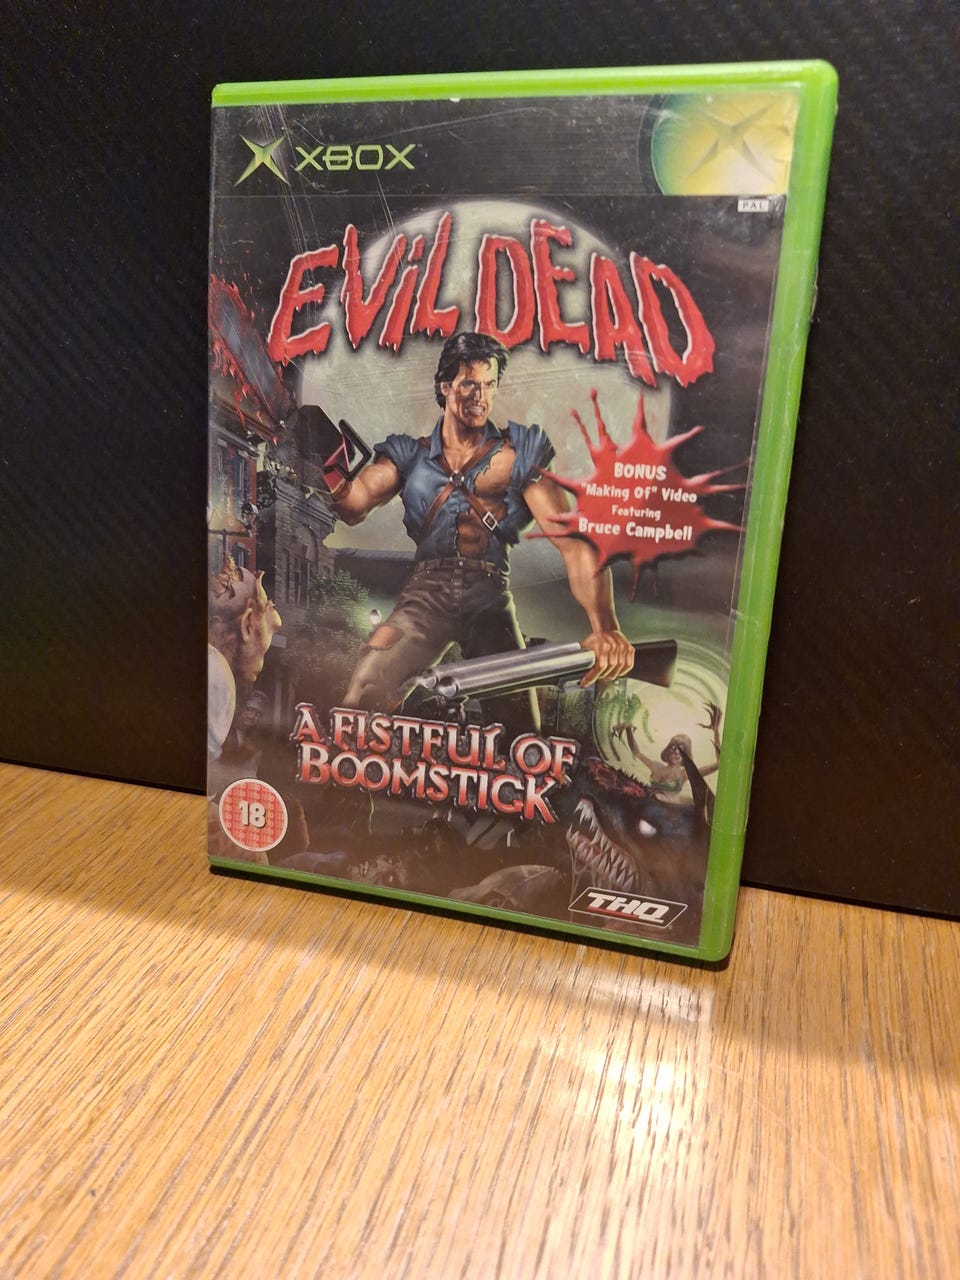 XBOX
PAL
EVIL DEAD
BONUS
"Making Of" Video
Featuring
Bruce Campbell
A FISTFUL OF
BOOMSTICK
18
THQ